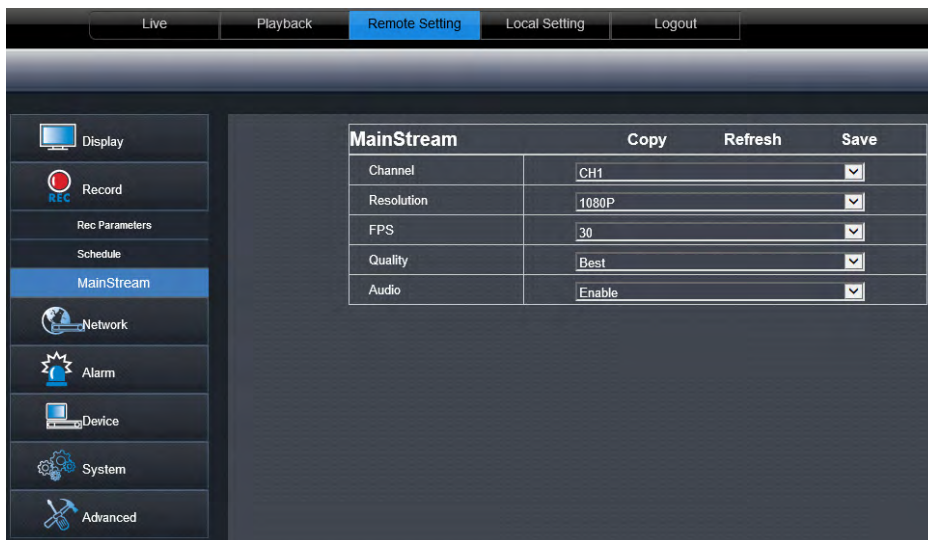 Live Playback Remote Setting Local Setting Logout
Display
REC Record
Rec Parameters
Schedule
MainStream
Network
Alarm
Device
System
Advanced
MainStream Copy Refresh Save
Channel CH1
Resolution 1080P
FPS 30
Quality Best
Audio Enable